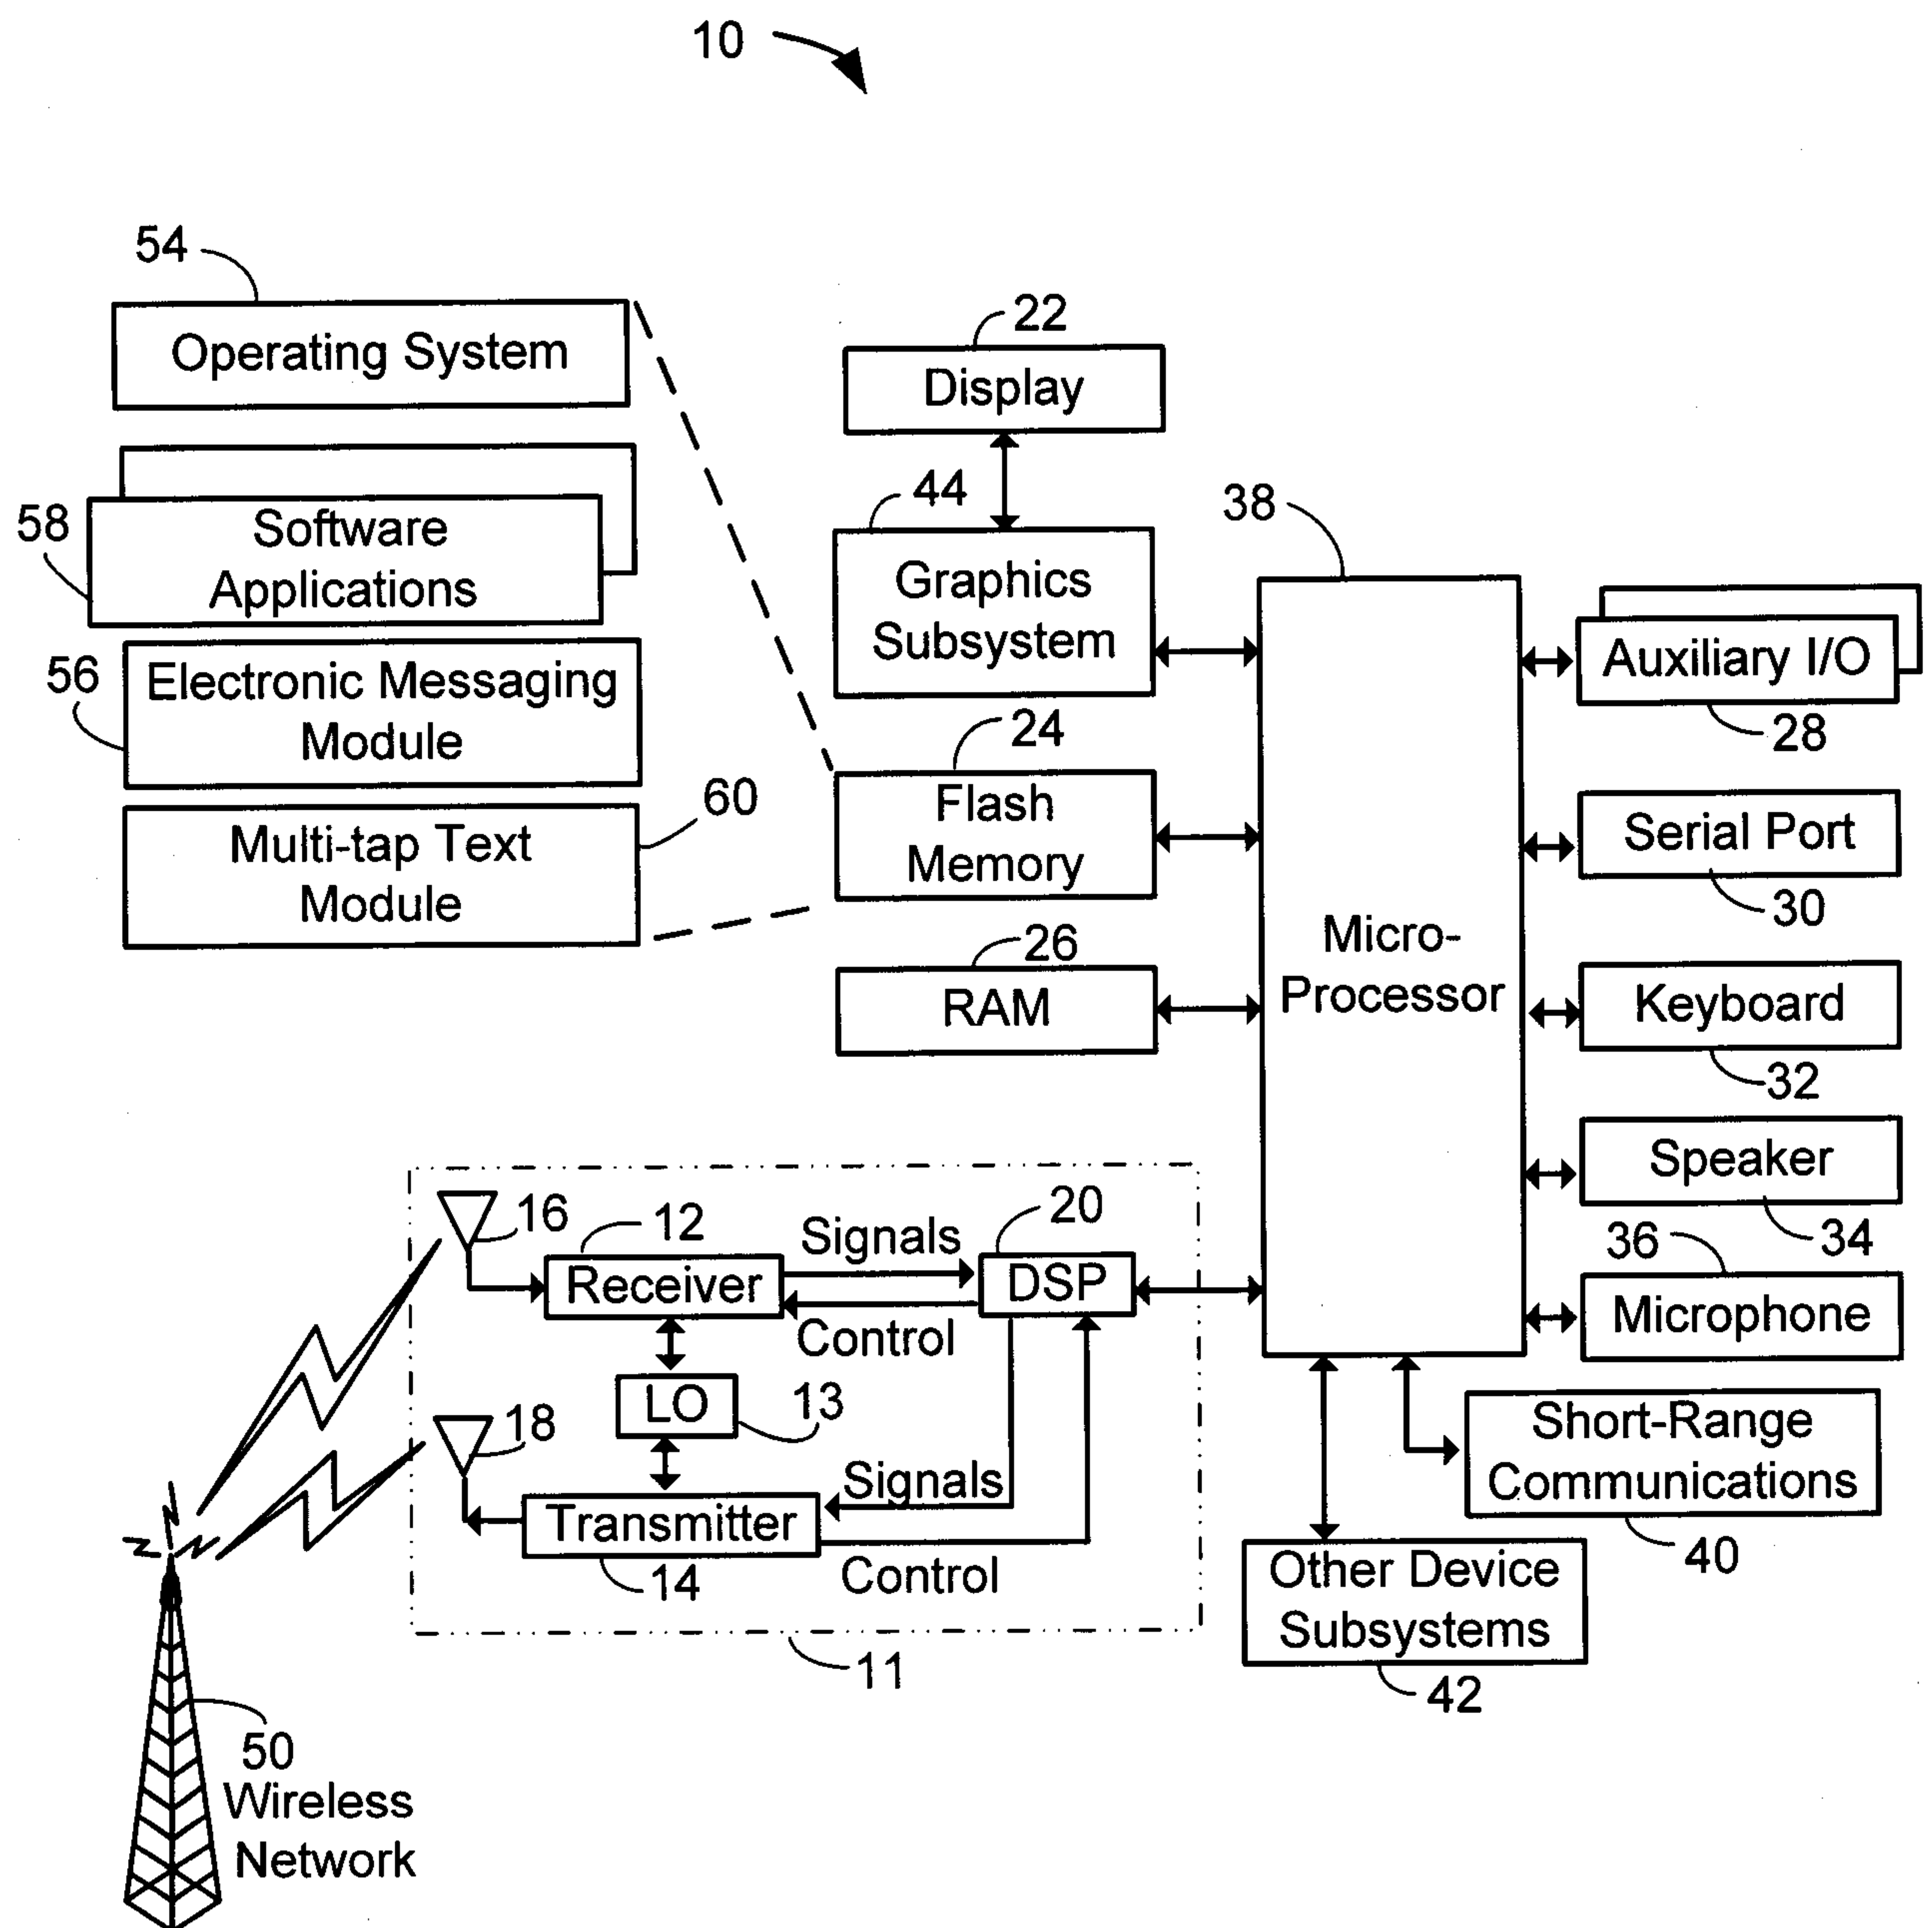 10
54
Operating System
22
Display
58
Software
Applications
44
Graphics
Subsystem
38
Micro-
Processor
Auxiliary I/O
28
56
Electronic Messaging
Module
24
Flash
Memory
60
Multi-tap Text
Module
Serial Port
30
26
RAM
Keyboard
32
Speaker
34
36
Microphone
16
12
Receiver
Signals
20
DSP
Control
LO
13
18
Signals
Transmitter
14
Control
11
Short-Range
Communications
40
Other Device
Subsystems
42
50
Wireless
Network